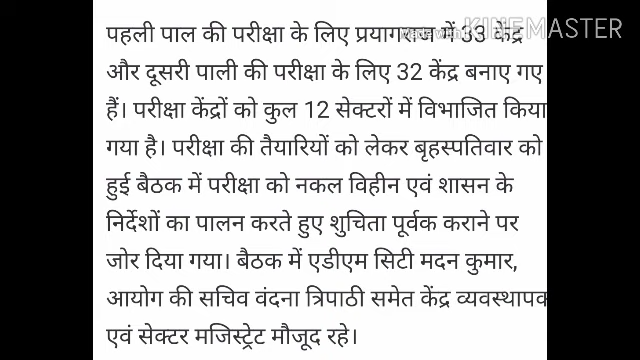 Made with KINEMASTER
पहली पाल की परीक्षा के लिए प्रयागराज में 33 केंद्र
और दूसरी पाली की परीक्षा के लिए 32 केंद्र बनाए गए
हैं। परीक्षा केंद्रों को कुल 12 सेक्टरों में विभाजित किया
गया है। परीक्षा की तैयारियों को लेकर बृहस्पतिवार को
हुई बैठक में परीक्षा को नकल विहीन एवं शासन के
निर्देशों का पालन करते हुए शुचिता पूर्वक कराने पर
जोर दिया गया। बैठक में एडीएम सिटी मदन कुमार,
आयोग की सचिव वंदना त्रिपाठी समेत केंद्र व्यवस्थापक
एवं सेक्टर मजिस्ट्रेट मौजूद रहे।